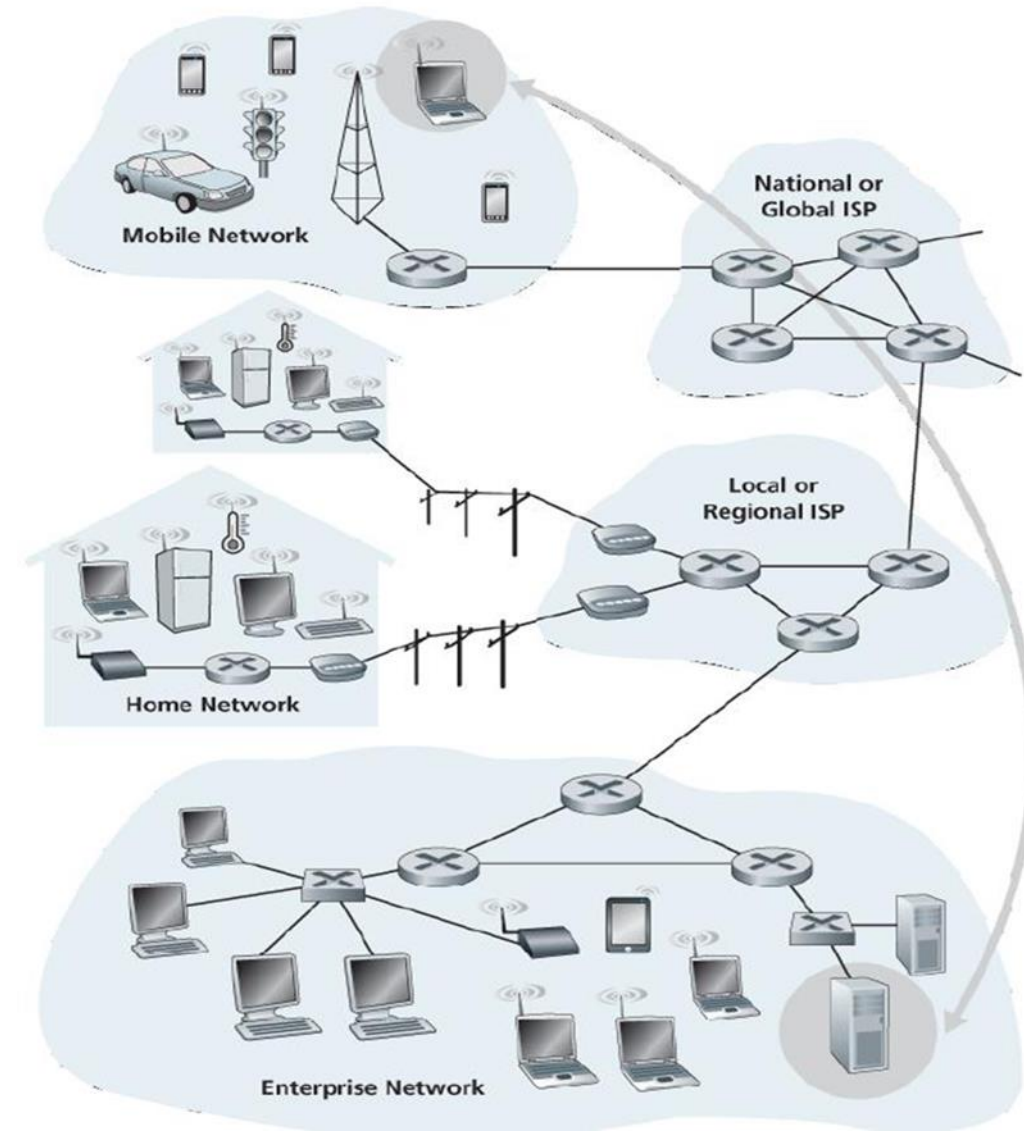 Mobile Network
National or
Global ISP
Local or
Regional ISP
Home Network
Enterprise Network